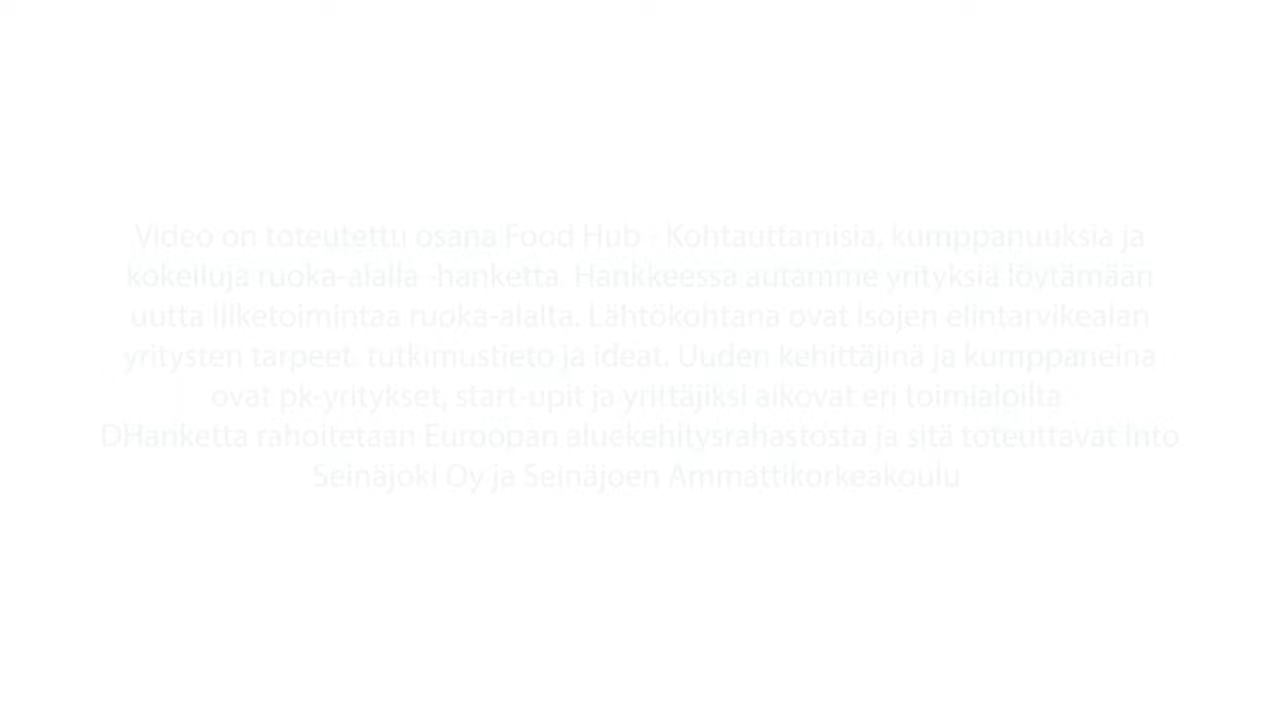 Video on toteutettu osana Food Hub - Kohtauttamisia, kumppanuuksia ja
kokeiluja ruoka-alalla -hanketta. Hankkeessa autamme yrityksiä löytämään
uutta liiketoimintaa ruoka-alalta. Lähtökohtana ovat isojen elintarvikealan
yritysten tarpeet, tutkimustieto ja ideat. Uuden kehittäjinä ja kumppaneina
ovat pk-yritykset, start-upit ja yrittäjiksi aikovat eri toimialoilta.
DHanketta rahoitetaan Euroopan aluekehitysrahastosta ja sitä toteuttavat Into
Seinäjoki Oy ja Seinäjoen Ammattikorkeakoulu